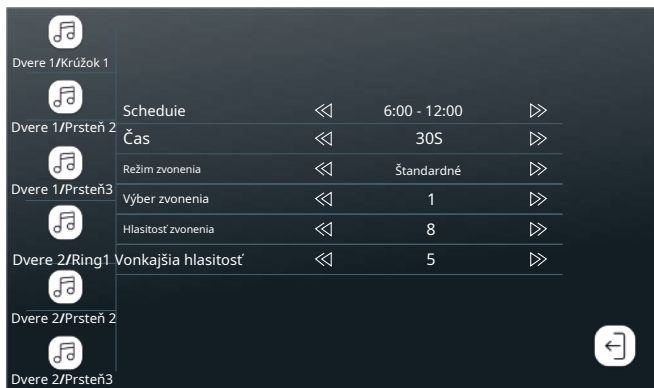 Dvere 1/Krúžok 1
Dvere 1/Prsteň 2
Dvere 1/Prsteň3
Dvere 2/Ring1
Dvere 2/Prsteň 2
Dvere 2/Prsteň3
Scheduie 6:00 - 12:00
Čas 30S
Režim zvonenia Štandardné
Výber zvonenia 1
Hlasitosť zvonenia 8
Vonkajšia hlasitosť 5